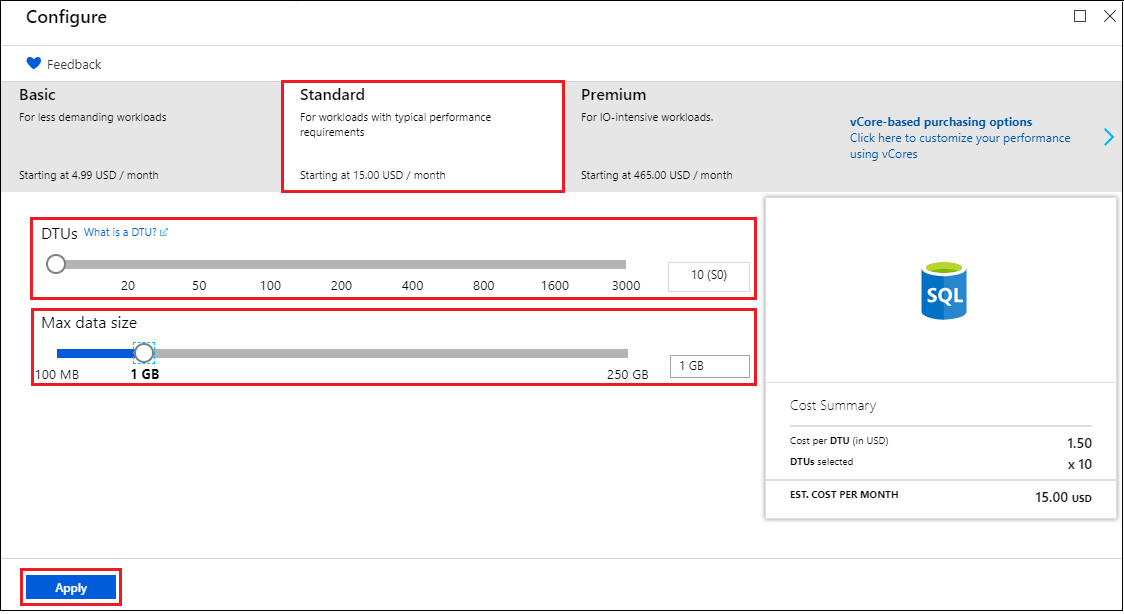 Configure
Feedback
Basic
For less demanding workloads
Starting at 4.99 USD / month
Standard
For workloads with typical performance
requirements
Starting at 15.00 USD / month
Premium
For IO-intensive workloads.
Starting at 465.00 USD / month
vCore-based purchasing options
Click here to customize your performance
using vCores
DTUs What is a DTU?
20 50 100 200 400 800 1600 3000
10 (S0)
Max data size
100 MB 1 GB 250 GB
1 GB
SQL
Cost Summary
Cost per DTU (in USD) 1.50
DTUs selected x 10
EST. COST PER MONTH 15.00 USD
Apply